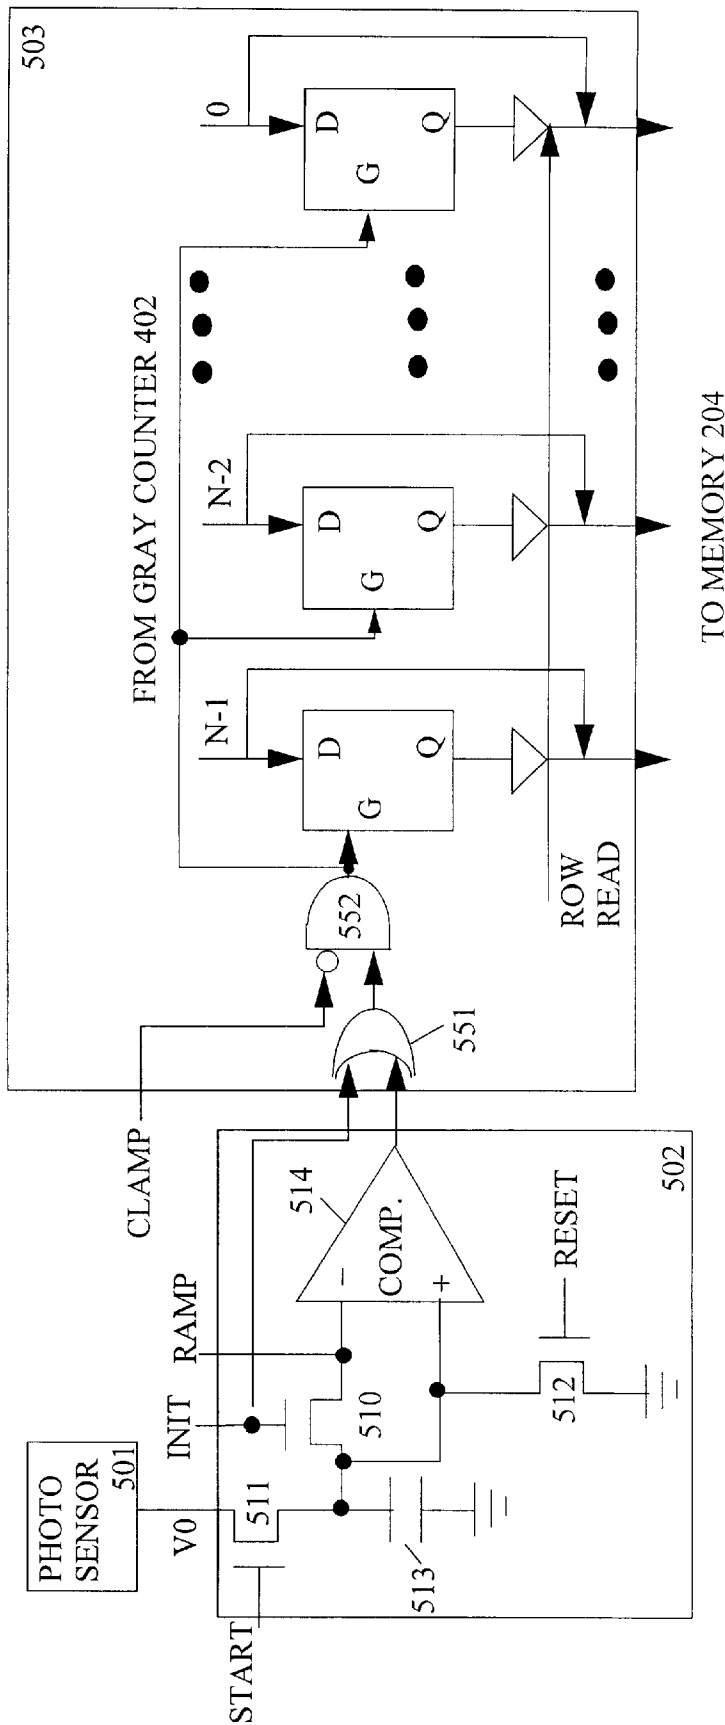 503
FROM GRAY COUNTER 402
N-1
N-2
0
D
G
Q
D
G
Q
D
G
Q
552
551
CLAMP
ROW
READ
TO MEMORY 204
PHOTO
SENSOR
501
V0
INIT
RAMP
START
511
510
513
514
COMP.
−
+
512
RESET
502